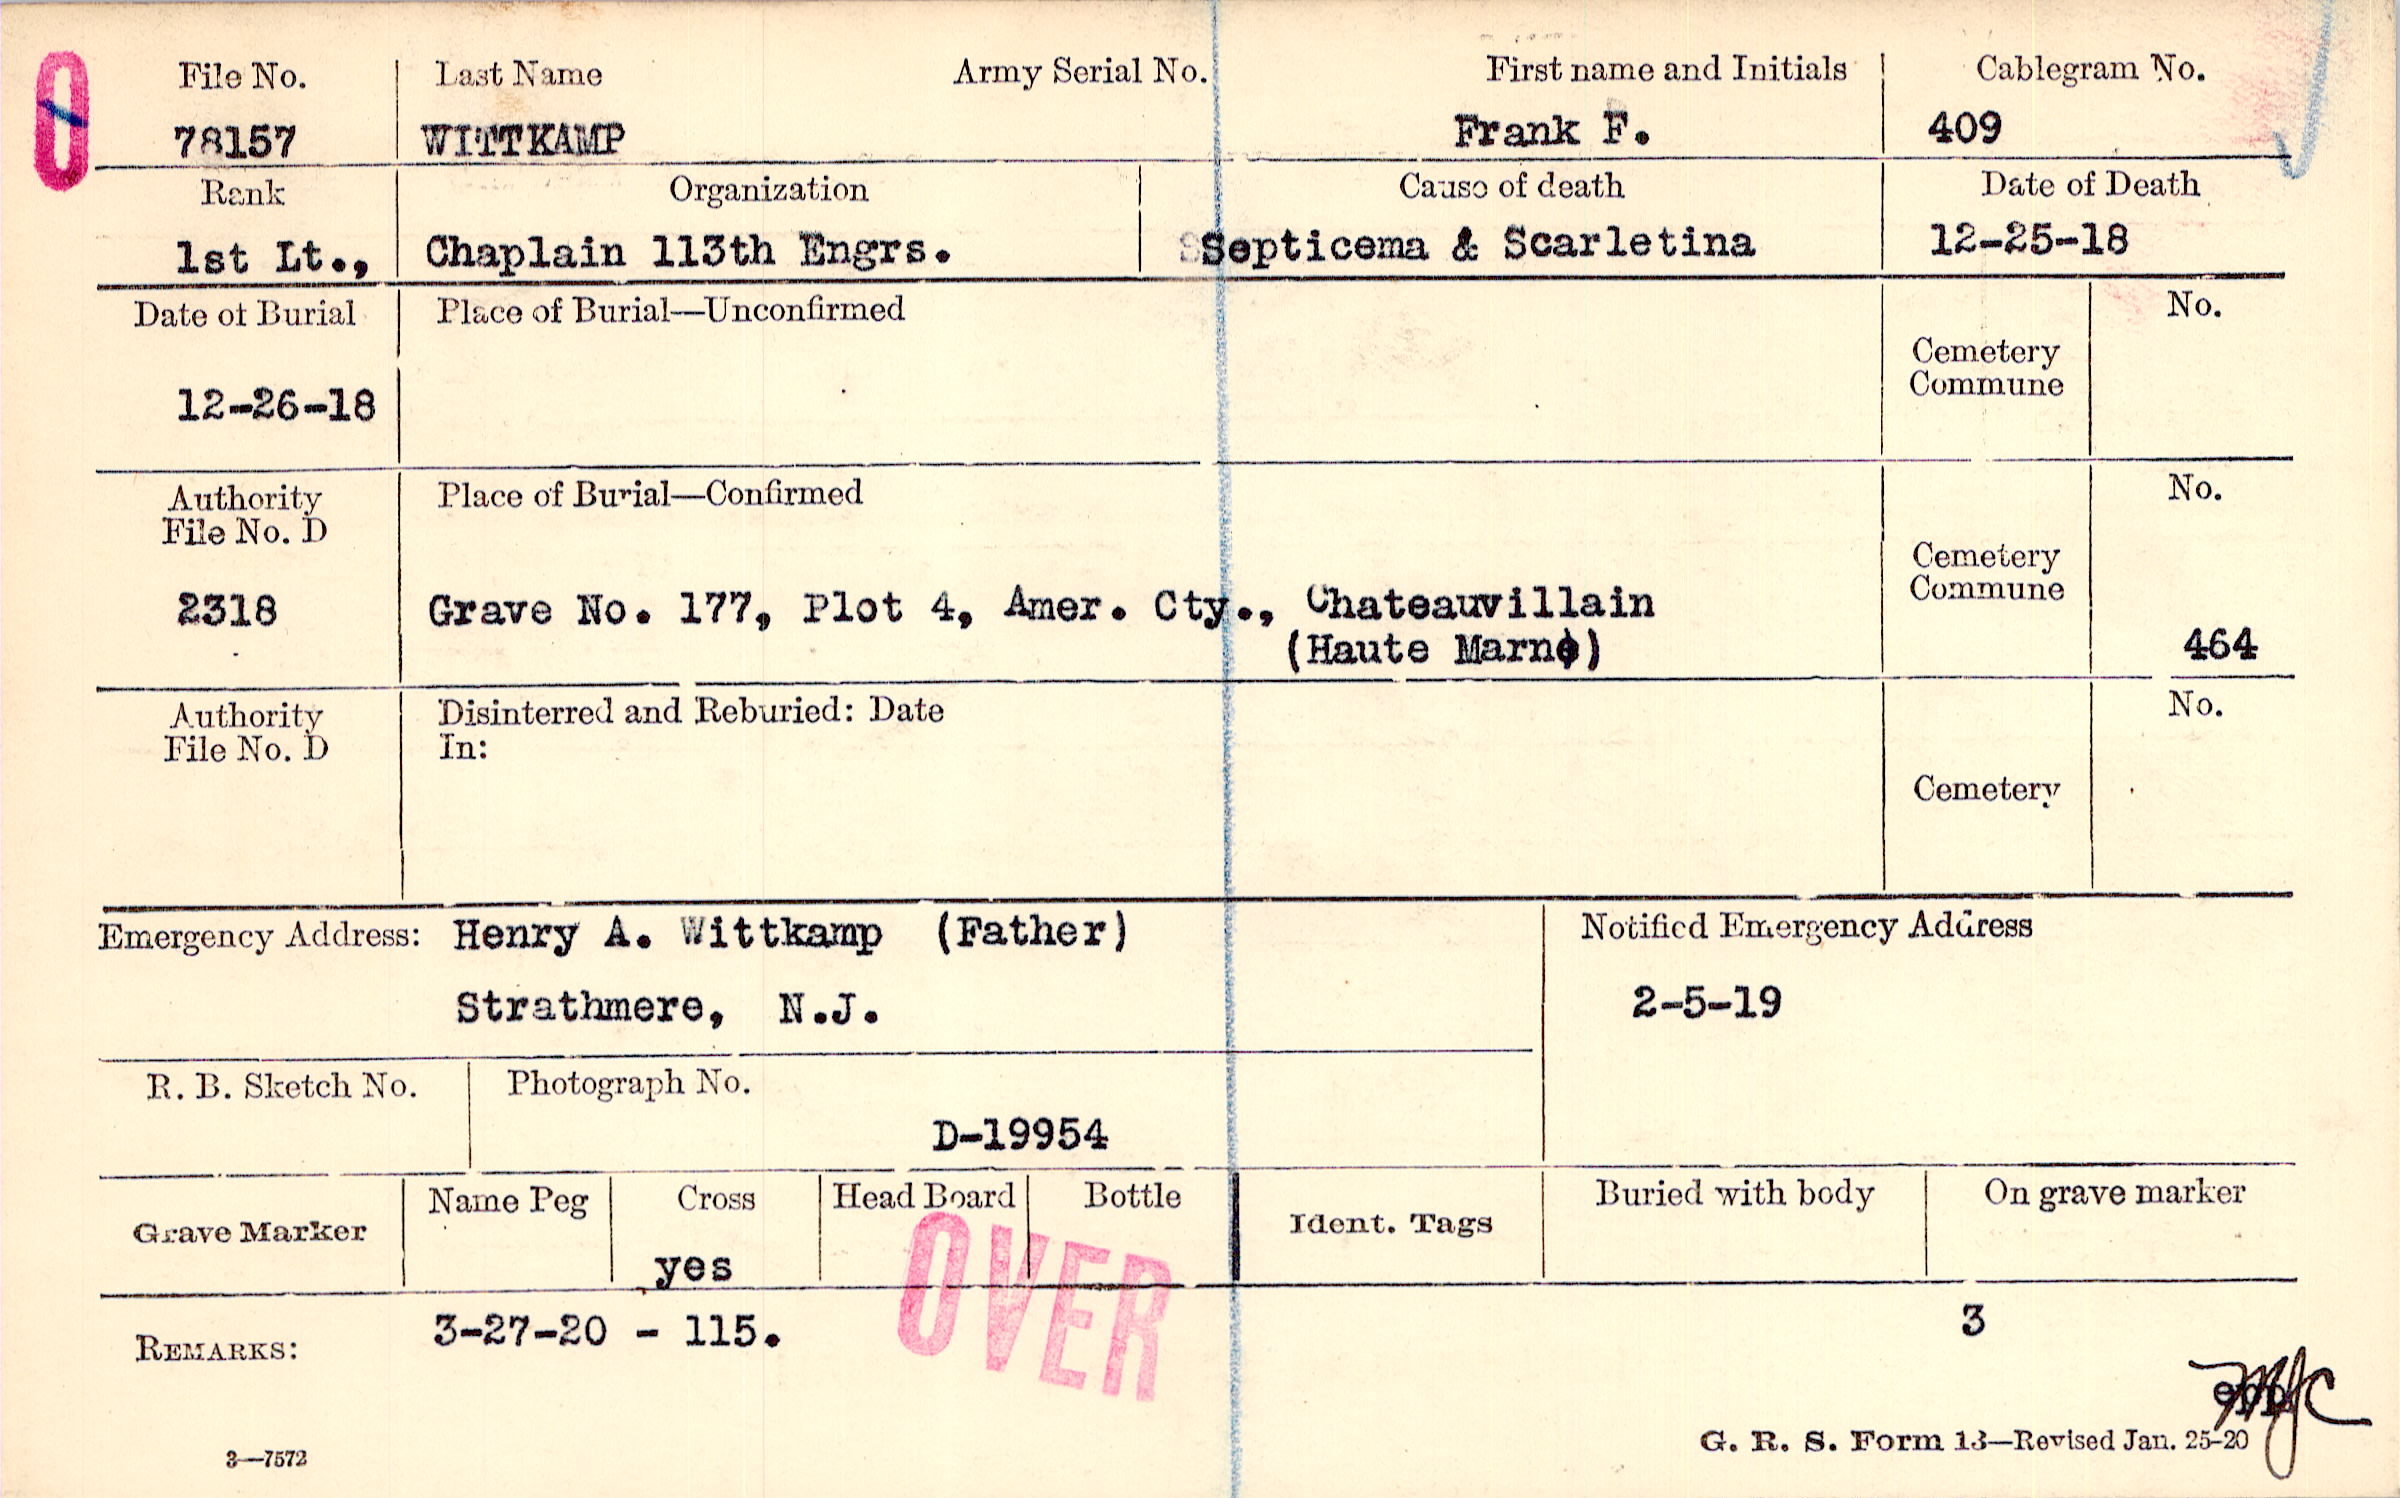 O
File No. Last Name Army Serial No. First name and Initials Cablegram No.
78157 WITTKAMP Frank F. 409
Rank Organization Cause of death Date of Death
1st Lt., Chaplain 113th Engrs. Septicema & Scarletina 12-25-18
Date of Burial Place of Burial—Unconfirmed No.
Cemetery
Commune
12-26-18
Authority Place of Burial—Confirmed No.
File No. D
Cemetery
Commune
2318 Grave No. 177, Plot 4, Amer. Cty., Chateauvillain
(Haute Marne) 464
Authority Disinterred and Reburied: Date No.
File No. D In:
Cemetery
Emergency Address: Henry A. Wittkamp (Father) Notified Emergency Address
Strathmere, N.J. 2-5-19
R. B. Sketch No. Photograph No.
D-19954
Grave Marker Name Peg Cross Head Board Bottle Ident. Tags Buried with body On grave marker
yes
OVER
REMARKS: 3-27-20 - 115. 3
MJC
3—7572 G. R. S. Form 13—Revised Jan. 25-20